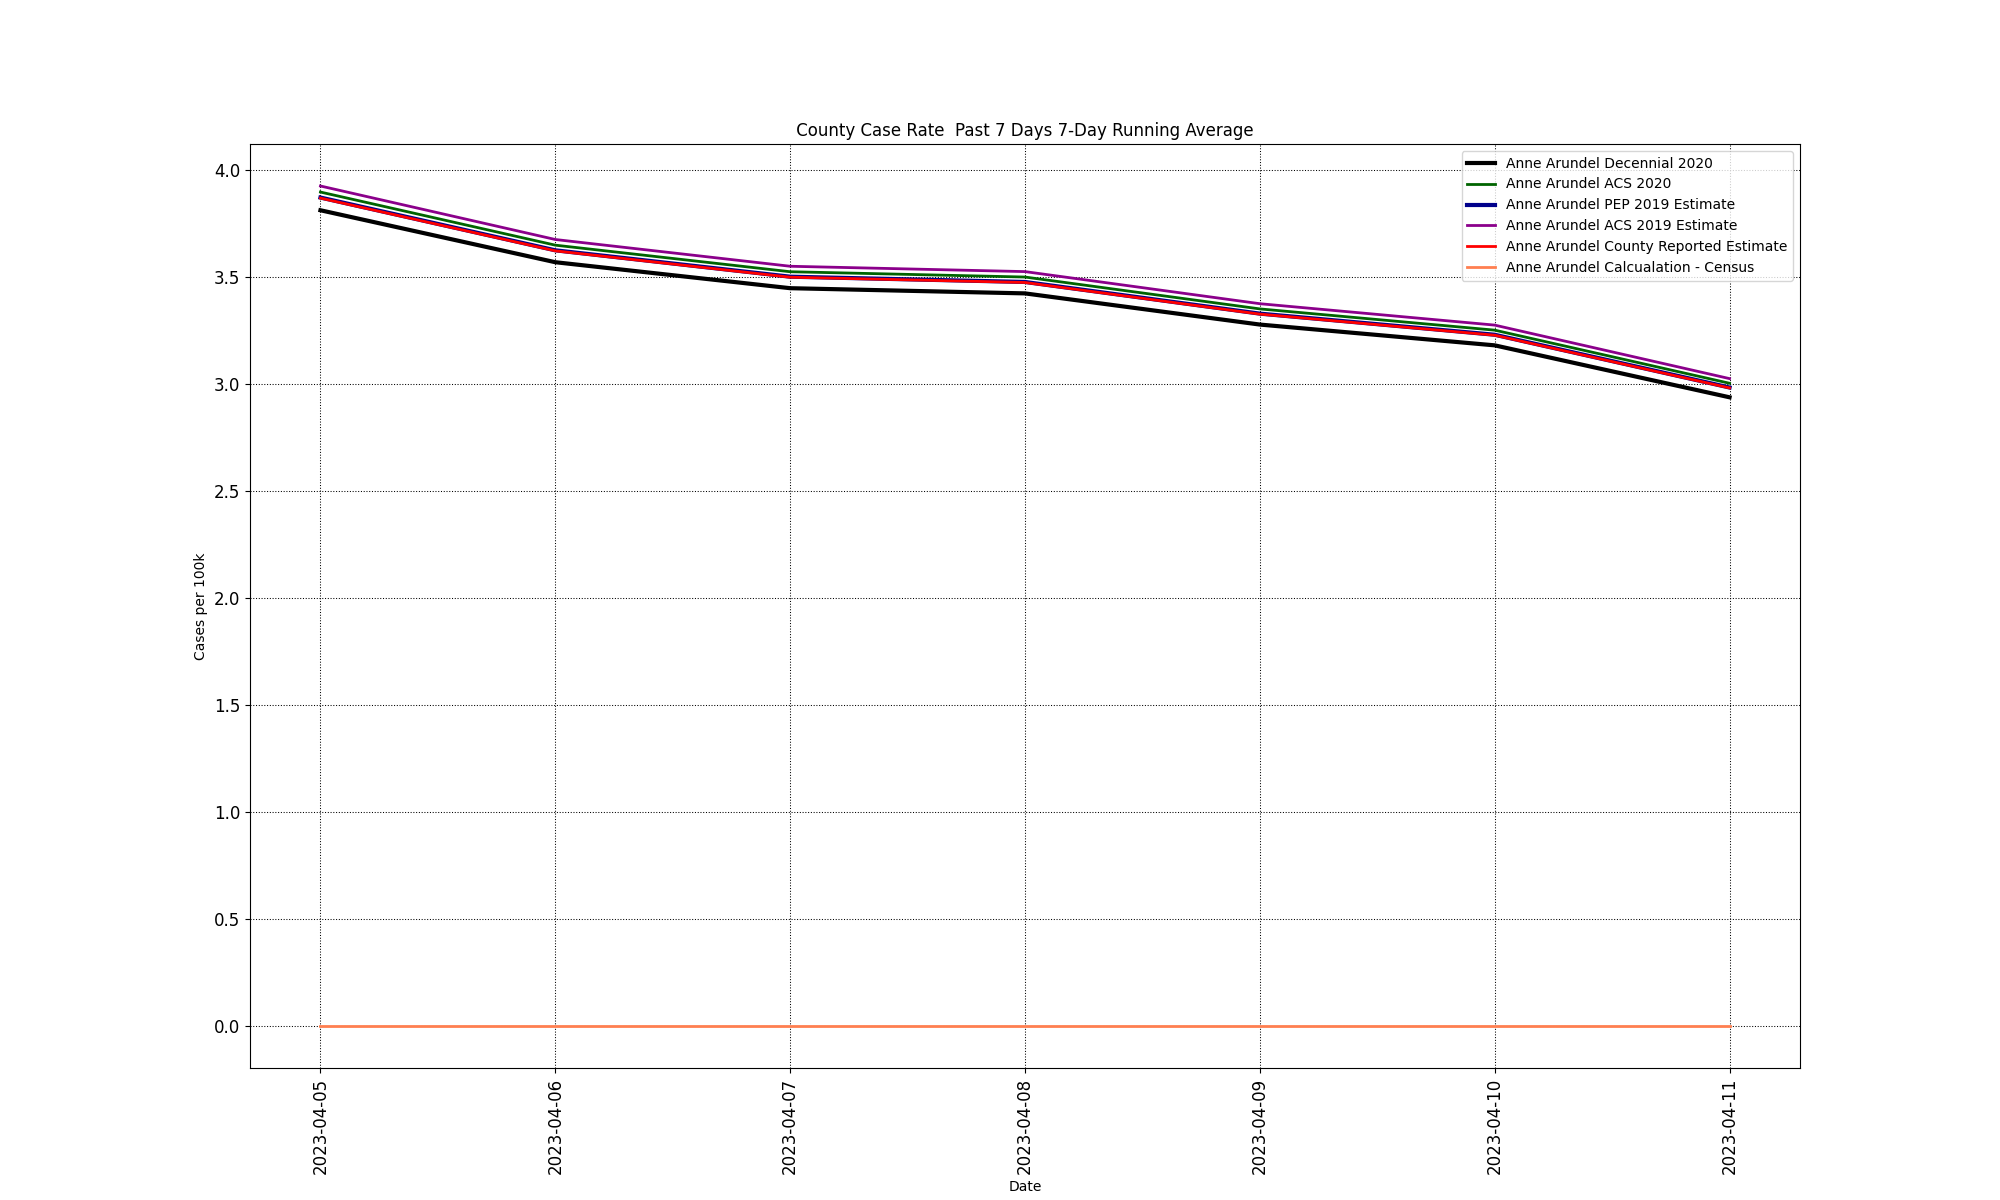 County Case Rate  Past 7 Days 7-Day Running Average
Anne Arundel Decennial 2020
Anne Arundel ACS 2020
Anne Arundel PEP 2019 Estimate
Anne Arundel ACS 2019 Estimate
Anne Arundel County Reported Estimate
Anne Arundel Calcualation - Census
4.0
3.5
3.0
2.5
2.0
1.5
1.0
0.5
0.0
Cases per 100k
2023-04-05
2023-04-06
2023-04-07
2023-04-08
2023-04-09
2023-04-10
2023-04-11
Date